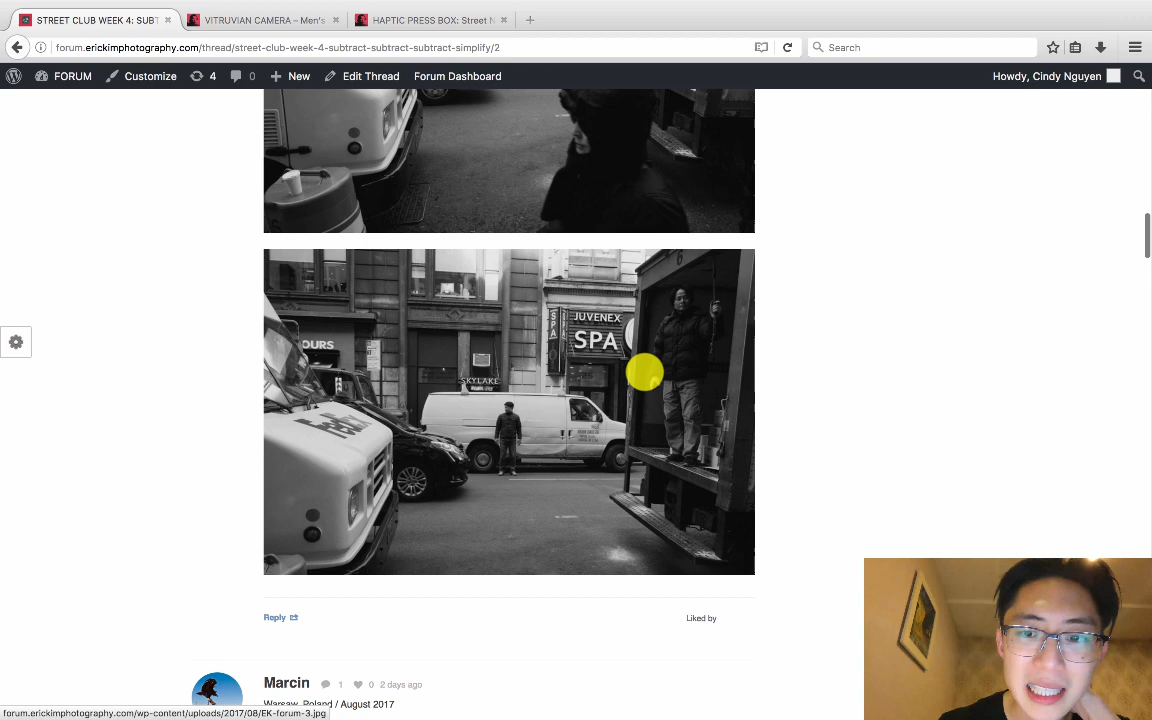 STREET CLUB WEEK 4: SUBT
VITRUVIAN CAMERA – Men's
HAPTIC PRESS BOX: Street N
forum.erickimphotography.com/thread/street-club-week-4-subtract-subtract-subtract-simplify/2
Search
FORUM
Customize
4
0
New
Edit Thread
Forum Dashboard
Howdy, Cindy Nguyen
6
JUVENEX
SPA
SPA
OURS
SKYLAKE
FedEx
Reply
Liked by
Marcin
1
0
2 days ago
Warsaw, Poland / August 2017
forum.erickimphotography.com/wp-content/uploads/2017/08/EK-forum-3.jpg